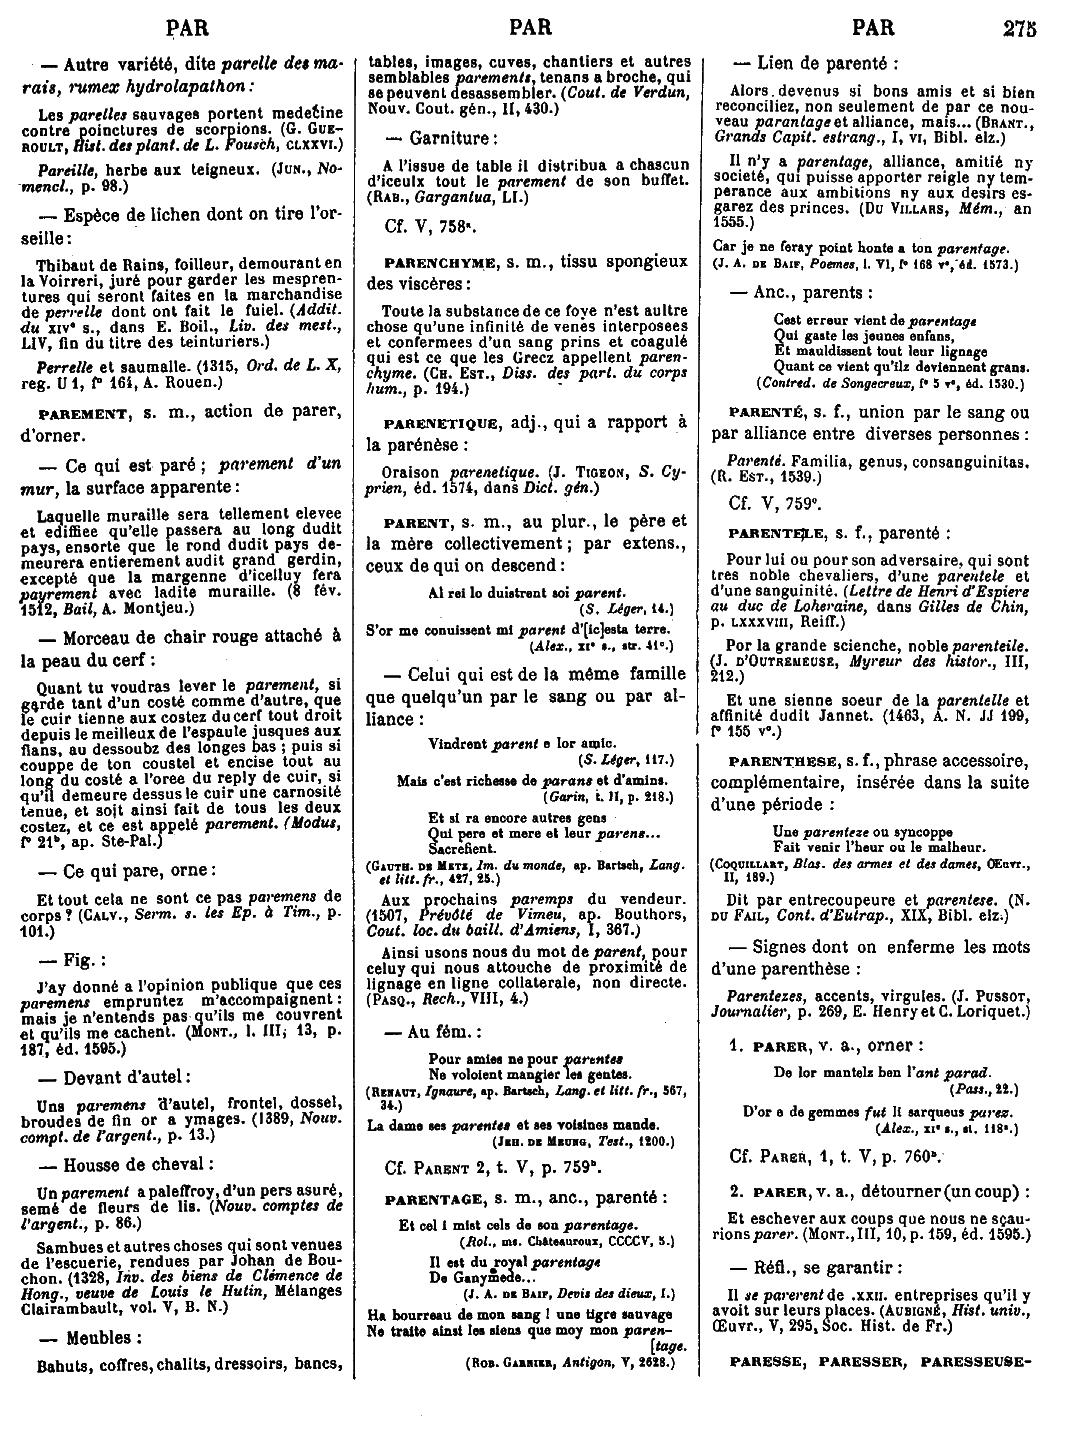 PAR
PAR
PAR
275
— Autre variété, dite parelle des ma-
rais, rumex hydrolapathon :
Les parelles sauvages portent medecine
contre poinctures de scorpions. (G. GUE-
ROULT, Hist. des plant. de L. Fousch, CLXXVI.)
Pareille, herbe aux teigneux. (JUN., No-
mencl., p. 98.)
— Espèce de lichen dont on tire l'or-
seille :
Thibaut de Rains, foilleur, demourant en
la Voirreri, juré pour garder les mespren-
tures qui seront faites en la marchandise
de perrelle dont ont fait le fuiel. (Addit.
du XIVe s., dans E. Boil., Liv. des mest.,
LIV, fin du titre des teinturiers.)
Perrelle et saumalle. (1315, Ord. de L. X,
reg. U 1, f° 161, A. Rouen.)
PAREMENT, s. m., action de parer,
d'orner.
— Ce qui est paré ; parement d'un
mur, la surface apparente :
Laquelle muraille sera tellement elevee
et ediffiee qu'elle passera au long dudit
pays, ensorte que le rond dudit pays de-
meurera entierement audit grand gerdin,
excepté que la margenne d'icelluy fera
payrement avec ladite muraille. (8 fév.
1512, Bail, A. Montjeu.)
— Morceau de chair rouge attaché à
la peau du cerf :
Quant tu voudras lever le parement, si
garde tant d'un costé comme d'autre, que
le cuir tienne aux costez du cerf tout droit
depuis le meilleux de l'espaule jusques aux
flans, au dessoubz des longes bas ; puis si
couppe de ton coustel et encise tout au
long du costé a l'oree du reply de cuir, si
qu'il demeure dessus le cuir une carnosité
tenue, et soit ainsi fait de tous les deux
costez, et ce est appelé parement. (Modus,
f° 21b, ap. Ste-Pal.)
— Ce qui pare, orne :
Et tout cela ne sont ce pas paremens de
corps ? (CALV., Serm. s. les Ep. à Tim., p.
101.)
— Fig. :
J'ay donné a l'opinion publique que ces
paremens empruntez m'accompaignent :
mais je n'entends pas qu'ils me couvrent
et qu'ils me cachent. (MONT., l. III, 13, p.
187, éd. 1595.)
— Devant d'autel :
Uns paremens d'autel, frontel, dossel,
broudes de fin or a ymages. (1389, Nouv.
compt. de l'argent., p. 13.)
— Housse de cheval :
Un parement a paleffroy, d'un pers asuré,
semé de fleurs de lis. (Nouv. comptes de
l'argent., p. 86.)
Sambues et autres choses qui sont venues
de l'escuerie, rendues par Johan de Bou-
chon. (1328, Inv. des biens de Clémence de
Hong., veuve de Louis le Hutin, Mélanges
Clairambault, vol. V, B. N.)
— Meubles :
Bahuts, coffres, chalits, dressoirs, bancs,
tables, images, cuves, chantiers et autres
semblables parements, tenans a broche, qui
se peuvent desassembler. (Cout. de Verdun,
Nouv. Cout. gén., II, 430.)
— Garniture :
A l'issue de table il distribua a chascun
d'iceulx tout le parement de son buffet.
(RAB., Gargantua, LI.)
Cf. V, 758a.
PARENCHYME, s. m., tissu spongieux
des viscères :
Toute la substance de ce foye n'est aultre
chose qu'une infinité de venes interposees
et confermees d'un sang prins et coagulé
qui est ce que les Grecz appellent paren-
chyme. (CH. EST., Diss. des part. du corps
hum., p. 194.)
PARENETIQUE, adj., qui a rapport à
la parénèse :
Oraison parenetique. (J. TIGEON, S. Cy-
prien, éd. 1574, dans Dict. gén.)
PARENT, s. m., au plur., le père et
la mère collectivement ; par extens.,
ceux de qui on descend :
Al rei lo duistrent soi parent.
(S. Léger, 14.)
S'or me conuissent mi parent d'[ic]esta terre.
(Alex., XIe s., str. 41e.)
— Celui qui est de la même famille
que quelqu'un par le sang ou par al-
liance :
Vindrent parent e lor amic.
(S. Léger, 117.)
Mais c'est richesse de parans et d'amins.
(Garin, t. II, p. 218.)
Et si ra encore autres gens
Qui pere et mere et leur parens...
Sacrefient.
(GAUTH. DE METZ, Im. du monde, ap. Bartsch, Lang.
et litt. fr., 427, 25.)
Aux prochains paremps du vendeur.
(1507, Prévôté de Vimeu, ap. Bouthors,
Cout. loc. du baill. d'Amiens, I, 367.)
Ainsi usons nous du mot de parent, pour
celuy qui nous attouche de proximité de
lignage en ligne collaterale, non directe.
(PASQ., Rech., VIII, 4.)
— Au fém. :
Pour amies ne pour parentes
Ne voloient mangier les gentes.
(RENAUT, Ignaure, ap. Bartsch, Lang. et litt. fr., 567,
34.)
La dame ses parentes et ses voisines mande.
(JEH. DE MEUNG, Test., 1200.)
Cf. PARENT 2, t. V, p. 759b.
PARENTAGE, s. m., anc., parenté :
Et cel i mist cels de son parentage.
(Rol., ms. Châteauroux, CCCCV, 5.)
Il est du royal parentage
De Ganymede...
(J. A. DE BAIF, Devis des dieux, I.)
Ha bourreau de mon sang ! une tigre sauvage
Ne traite ainsi les siens que moy mon paren-
[tage.
(ROB. GARNIER, Antigon, V, 2628.)
— Lien de parenté :
Alors devenus si bons amis et si bien
reconciliez, non seulement de par ce nou-
veau parantage et alliance, mais... (BRANT.,
Grands Capit. estrang., I, VI, Bibl. elz.)
Il n'y a parentage, alliance, amitié ny
societé, qui puisse apporter reigle ny tem-
perance aux ambitions ny aux desirs es-
garez des princes. (DU VILLARS, Mém., an
1555.)
Car je ne feray point honte a ton parentage.
(J. A. DE BAIF, Poemes, l. VI, f° 168 v°, éd. 1573.)
— Anc., parents :
Cest erreur vient de parentage
Qui gaste les jeunes enfans,
Et mauldissent tout leur lignage
Quant ce vient qu'ilz deviennent grans.
(Contred. de Songecreux, f° 5 v°, éd. 1530.)
PARENTÉ, s. f., union par le sang ou
par alliance entre diverses personnes :
Parenté. Familia, genus, consanguinitas.
(R. EST., 1539.)
Cf. V, 759c.
PARENTELE, s. f., parenté :
Pour lui ou pour son adversaire, qui sont
tres noble chevaliers, d'une parentele et
d'une sanguinité. (Lettre de Henri d'Espiere
au duc de Loheraine, dans Gilles de Chin,
p. LXXXVIII, Reiff.)
Por la grande scienche, noble parenteile.
(J. D'OUTREMEUSE, Myreur des histor., III,
212.)
Et une sienne soeur de la parentelle et
affinité dudit Jannet. (1463, A. N. JJ 199,
f° 155 v°.)
PARENTHESE, s. f., phrase accessoire,
complémentaire, insérée dans la suite
d'une période :
Une parenteze ou syncoppe
Fait venir l'heur ou le malheur.
(COQUILLART, Blas. des armes et des dames, Œuvr.,
II, 189.)
Dit par entrecoupeure et parentese. (N.
DU FAIL, Cont. d'Eutrap., XIX, Bibl. elz.)
— Signes dont on enferme les mots
d'une parenthèse :
Parentezes, accents, virgules. (J. PUSSOT,
Journalier, p. 269, E. Henry et C. Loriquet.)
1. PARER, v. a., orner :
De lor mantelz ben l'ant parad.
(Pass., 22.)
D'or e de gemmes fut li sarqueus parez.
(Alex., XIe s., st. 118a.)
Cf. PARER, 1, t. V, p. 760b.
2. PARER, v. a., détourner (un coup) :
Et eschever aux coups que nous ne sçau-
rions parer. (MONT., III, 10, p. 159, éd. 1595.)
— Réfl., se garantir :
Il se parerent de .XXII. entreprises qu'il y
avoit sur leurs places. (AUBIGNÉ, Hist. univ.,
Œuvr., V, 295, Soc. Hist. de Fr.)
PARESSE, PARESSER, PARESSEUSE-